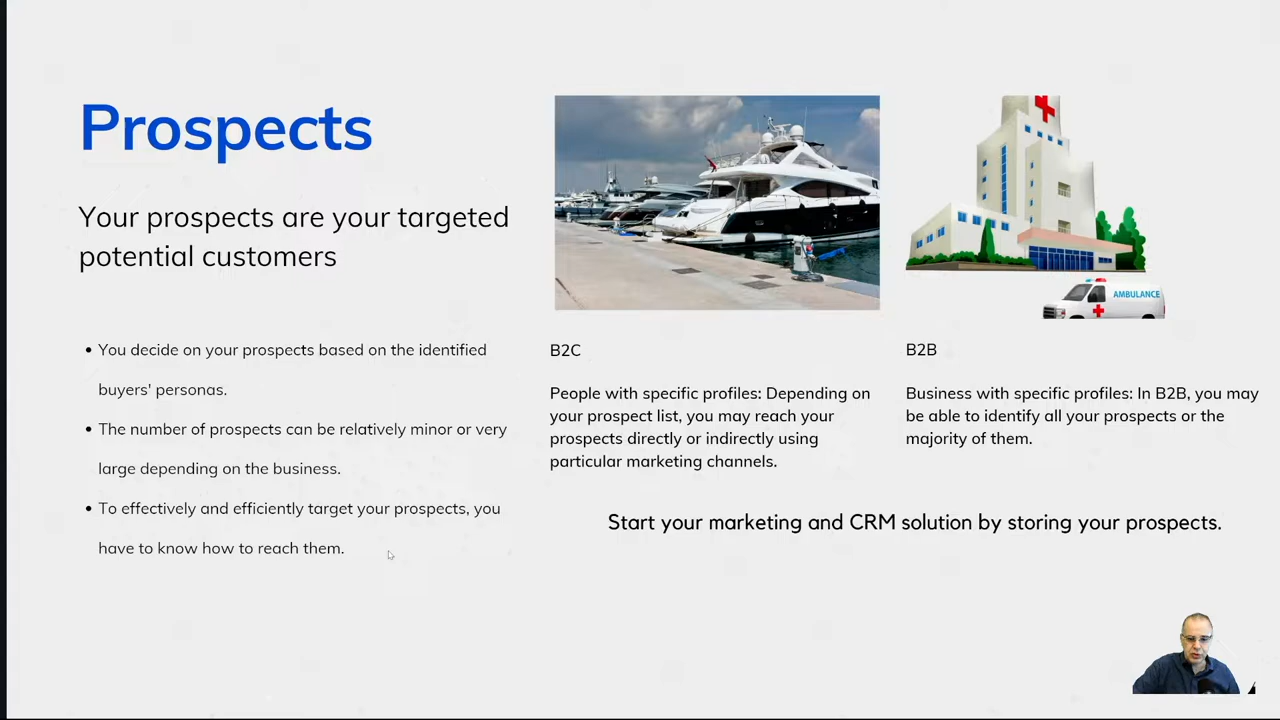 Prospects
Your prospects are your targeted
potential customers
• You decide on your prospects based on the identified
buyers' personas.
• The number of prospects can be relatively minor or very
large depending on the business.
• To effectively and efficiently target your prospects, you
have to know how to reach them.
AMBULANCE
B2C
People with specific profiles: Depending on
your prospect list, you may reach your
prospects directly or indirectly using
particular marketing channels.
B2B
Business with specific profiles: In B2B, you may
be able to identify all your prospects or the
majority of them.
Start your marketing and CRM solution by storing your prospects.